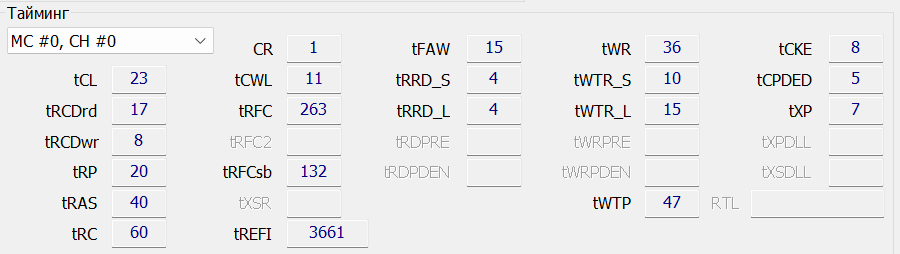 Тайминг
MC #0, CH #0
CR 1 tFAW 15 tWR 36 tCKE 8
tCL 23 tCWL 11 tRRD_S 4 tWTR_S 10 tCPDED 5
tRCDrd 17 tRFC 263 tRRD_L 4 tWTR_L 15 tXP 7
tRCDwr 8 tRFC2 tRDPRE tWRPRE tXPDLL
tRP 20 tRFCsb 132 tRDPDEN tWRPDEN tXSDLL
tRAS 40 tXSR tWTP 47 RTL
tRC 60 tREFI 3661